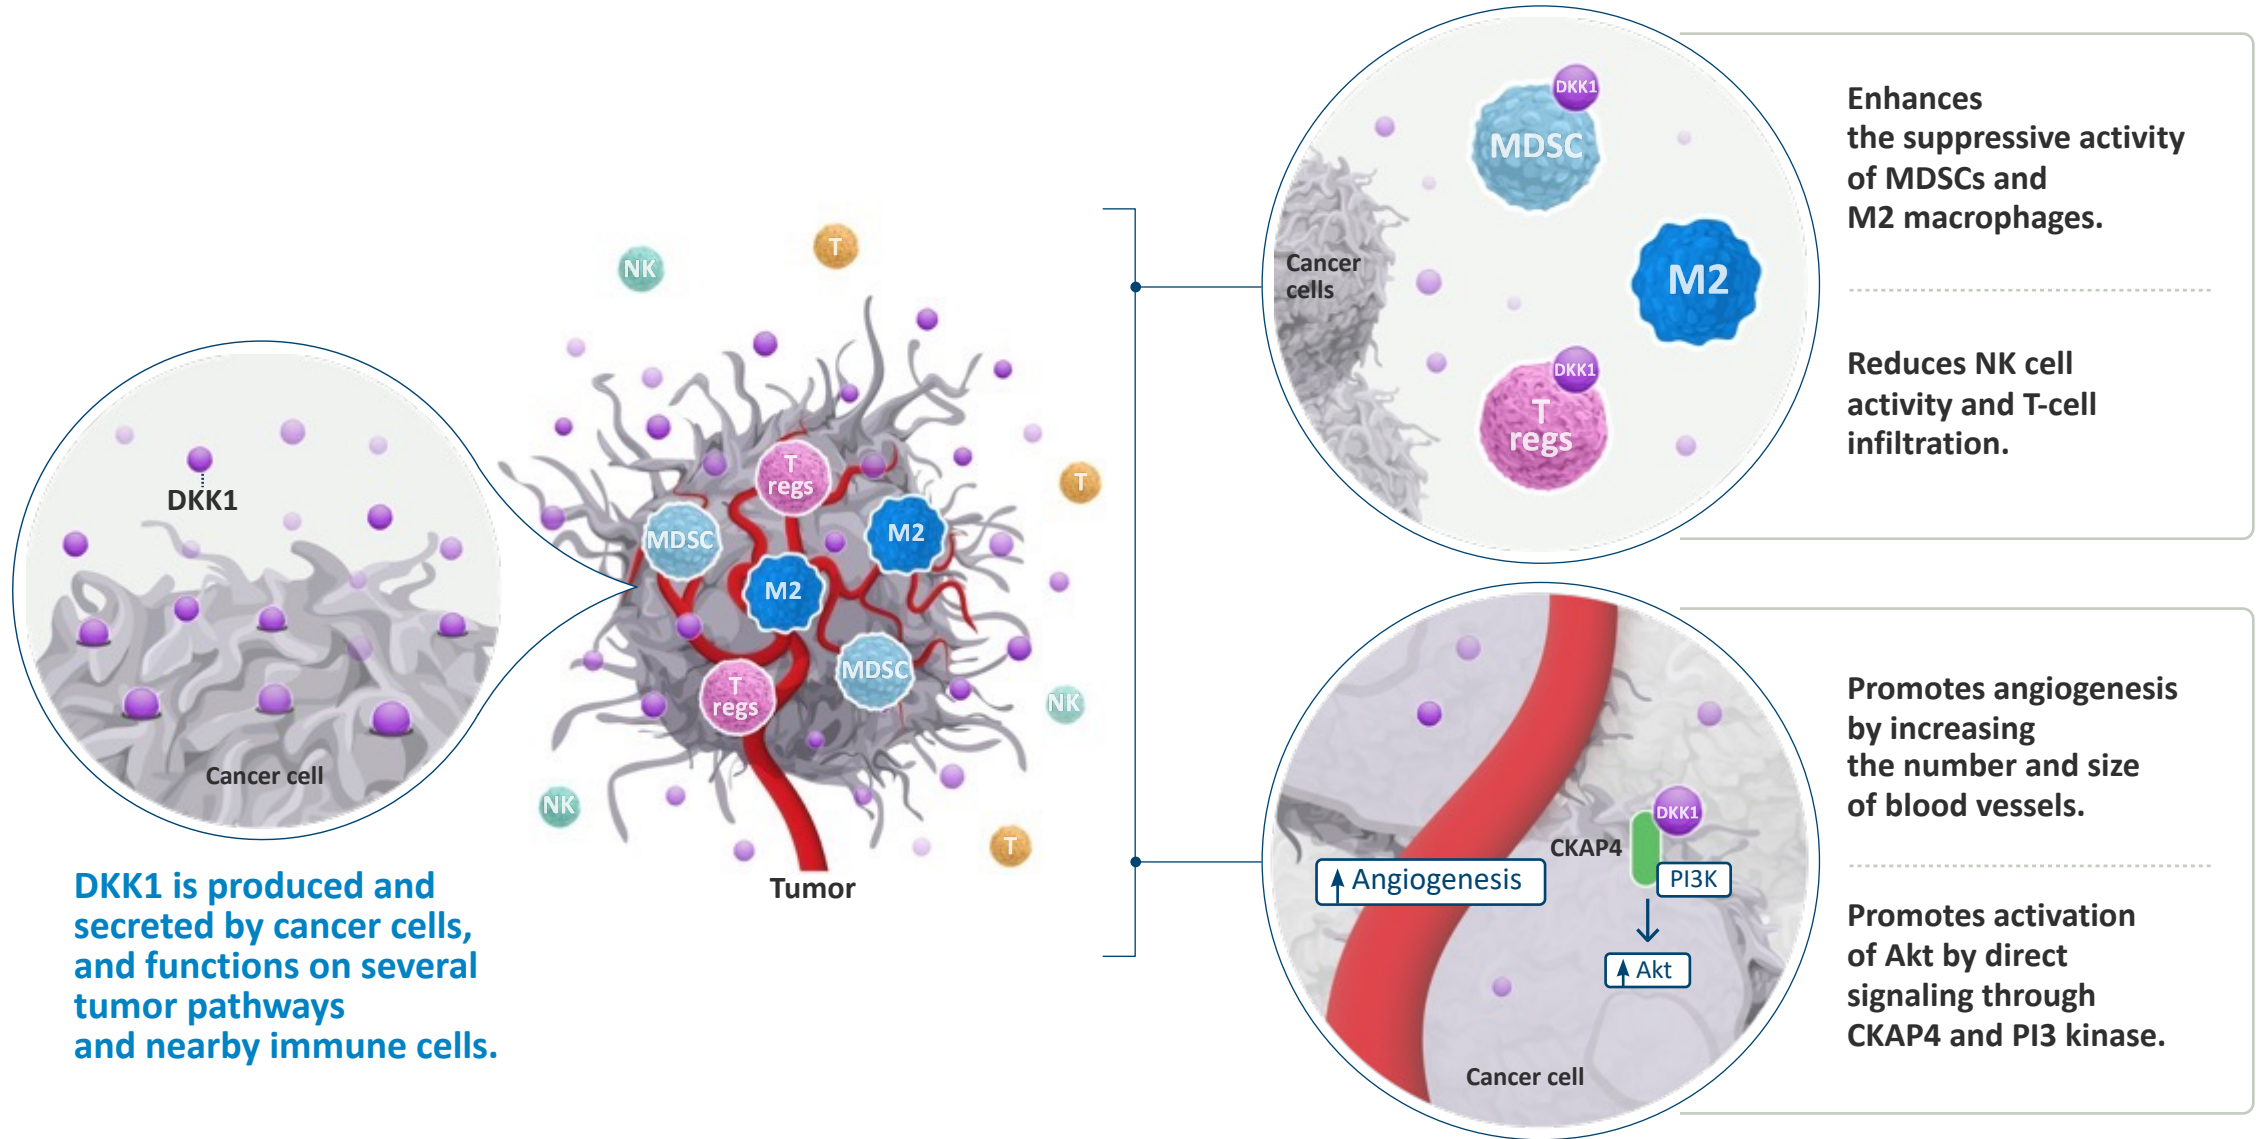 DKK1
Cancer cell
DKK1 is produced and
secreted by cancer cells,
and functions on several
tumor pathways
and nearby immune cells.
NK
T
T
regs
T
MDSC
M2
M2
MDSC
T
regs
NK
NK
T
Tumor
DKK1
MDSC
Cancer
cells
M2
DKK1
T
regs
Enhances
the suppressive activity
of MDSCs and
M2 macrophages.
Reduces NK cell
activity and T-cell
infiltration.
DKK1
CKAP4
PI3K
Angiogenesis
Akt
Cancer cell
Promotes angiogenesis
by increasing
the number and size
of blood vessels.
Promotes activation
of Akt by direct
signaling through
CKAP4 and PI3 kinase.